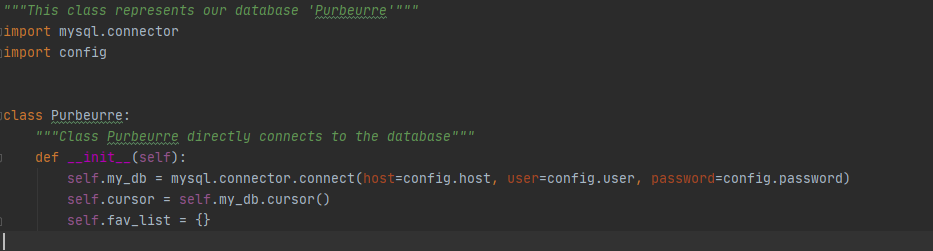 """This class represents our database 'Purbeurre'"""
import mysql.connector
import config
class Purbeurre:
    """Class Purbeurre directly connects to the database"""
    def __init__(self):
        self.my_db = mysql.connector.connect(host=config.host, user=config.user, password=config.password)
        self.cursor = self.my_db.cursor()
        self.fav_list = {}